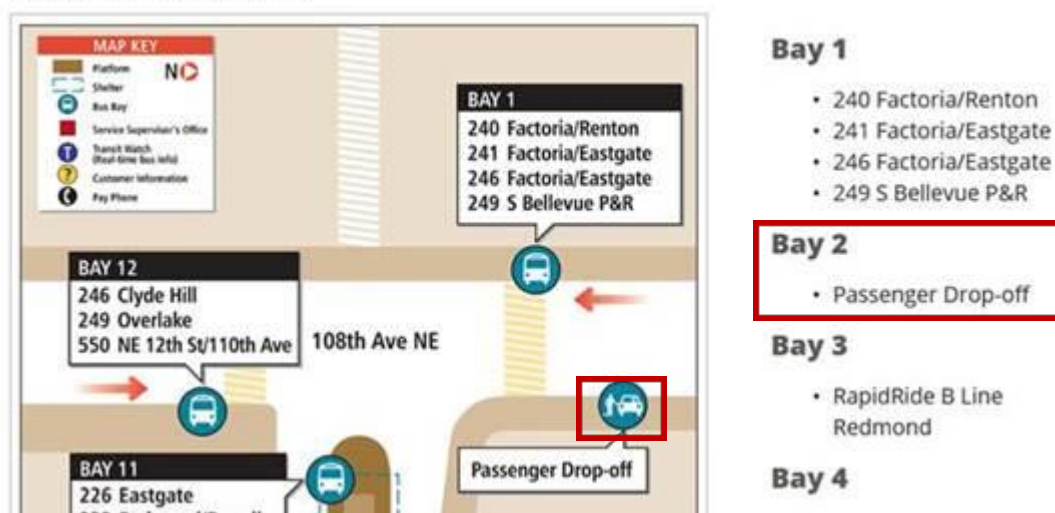 MAP KEY
Platform
N
Shelter
Bus Bay
Service Supervisor's Office
T
Transit Watch
(Real-time bus info)
?
Customer Information
Pay Phone
BAY 1
240 Factoria/Renton
241 Factoria/Eastgate
246 Factoria/Eastgate
249 S Bellevue P&R
BAY 12
246 Clyde Hill
249 Overlake
550 NE 12th St/110th Ave
108th Ave NE
Passenger Drop-off
BAY 11
226 Eastgate
Bay 1
• 240 Factoria/Renton
• 241 Factoria/Eastgate
• 246 Factoria/Eastgate
• 249 S Bellevue P&R
Bay 2
• Passenger Drop-off
Bay 3
• RapidRide B Line
Redmond
Bay 4